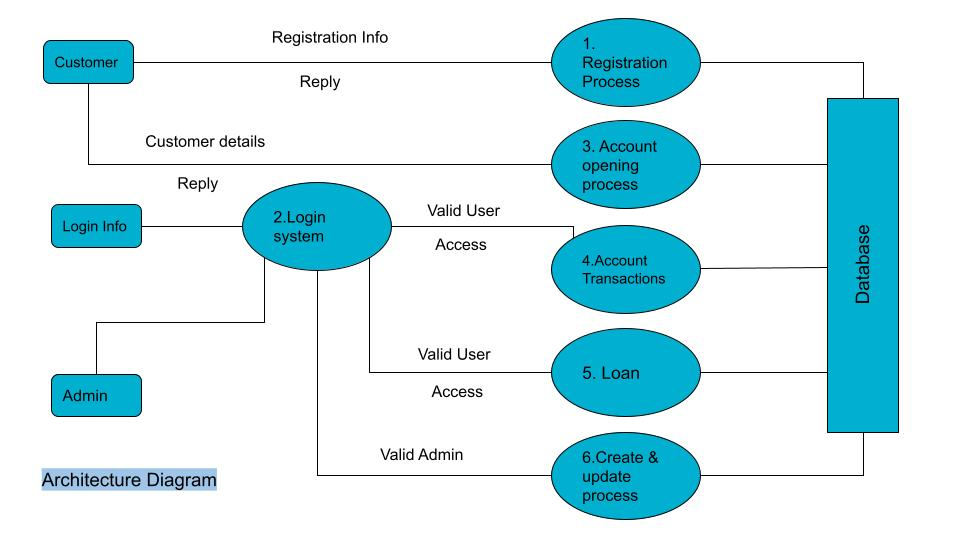 Registration Info
Customer
1.
Registration
Process
Reply
Customer details
3. Account
opening
process
Reply
Login Info
2.Login
system
Valid User
Access
4.Account
Transactions
Database
Valid User
Access
5. Loan
Admin
Valid Admin
6.Create &
update
process
Architecture Diagram